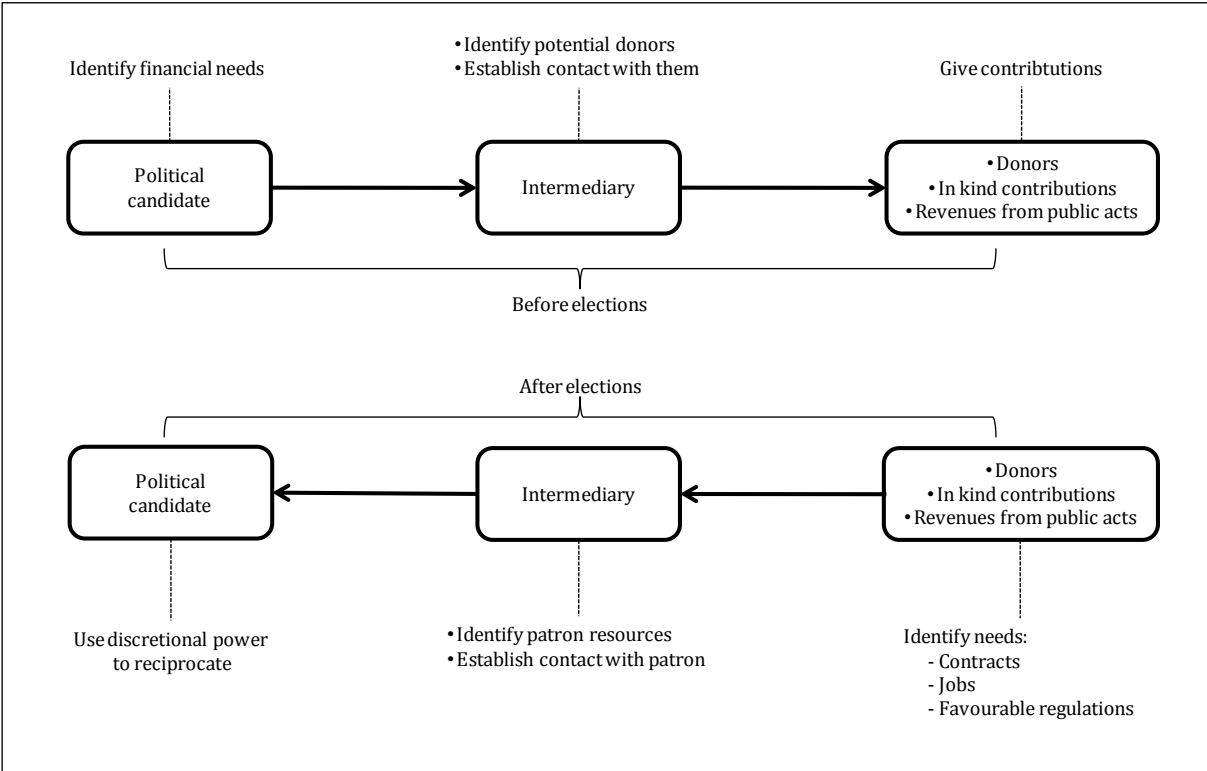 • Identify potential donors
Identify financial needs
• Establish contact with them
Give contribtutions
Political
candidate
Intermediary
• Donors
• In kind contributions
• Revenues from public acts
Before elections
After elections
Political
candidate
Intermediary
• Donors
• In kind contributions
• Revenues from public acts
Use discretional power
to reciprocate
• Identify patron resources
• Establish contact with patron
Identify needs:
- Contracts
- Jobs
- Favourable regulations